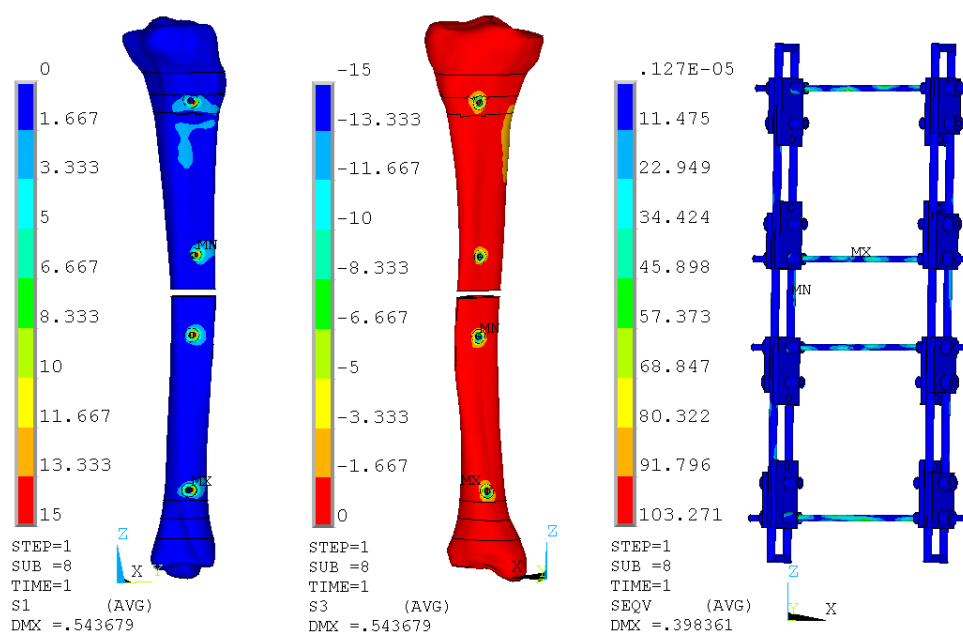 0
1.667
3.333
5
6.667
8.333
10
11.667
13.333
15
MN
MX
Z
X
Y
STEP=1
SUB =8
TIME=1
S1 (AVG)
DMX =.543679
-15
-13.333
-11.667
-10
-8.333
-6.667
-5
-3.333
-1.667
0
MN
MX
Z
X
Y
STEP=1
SUB =8
TIME=1
S3 (AVG)
DMX =.543679
.127E-05
11.475
22.949
34.424
45.898
57.373
68.847
80.322
91.796
103.271
MX
MN
Z
Y
X
STEP=1
SUB =8
TIME=1
SEQV (AVG)
DMX =.398361